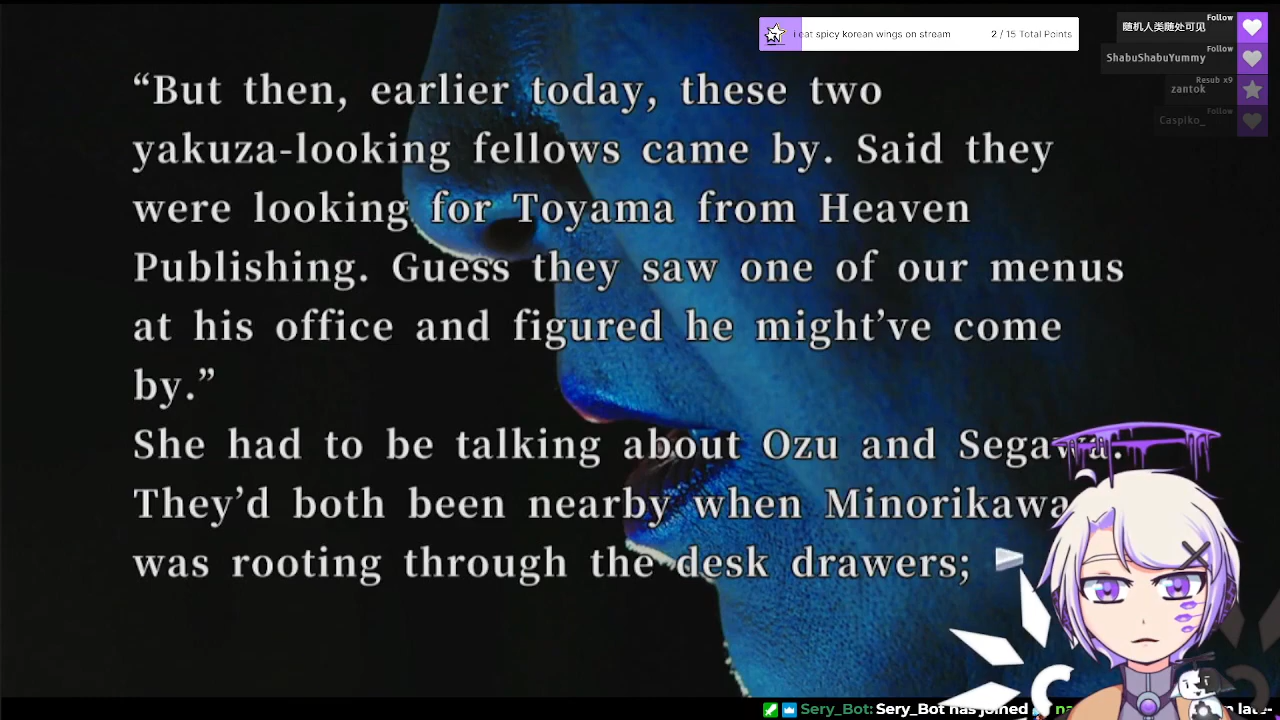 i eat spicy korean wings on stream 2 / 15 Total Points
Follow
随机人类随处可见
Follow
ShabuShabuYummy
Resub x9
zantok
Follow
Caspiko_
“But then, earlier today, these two
yakuza-looking fellows came by. Said they
were looking for Toyama from Heaven
Publishing. Guess they saw one of our menus
at his office and figured he might’ve come
by.”
She had to be talking about Ozu and Segawa.
They’d both been nearby when Minorikawa
was rooting through the desk drawers;
Sery_Bot: Sery_Bot has joined